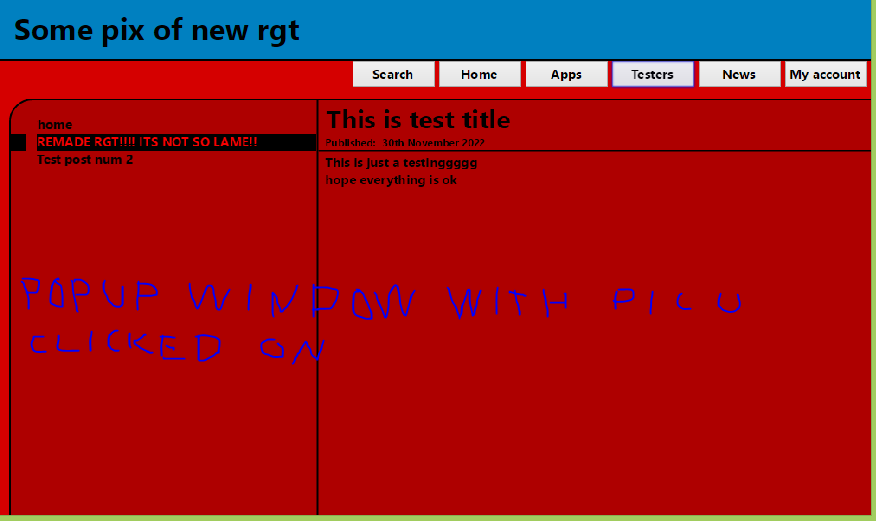 Some pix of new rgt
Search Home Apps Testers News My account
home
REMADE RGT!!!! ITS NOT SO LAME!!
Test post num 2
This is test title
Published: 30th November 2022
This is just a testinggggg
hope everything is ok
POPUP WINDOW WITH PIC U
CLICKED ON